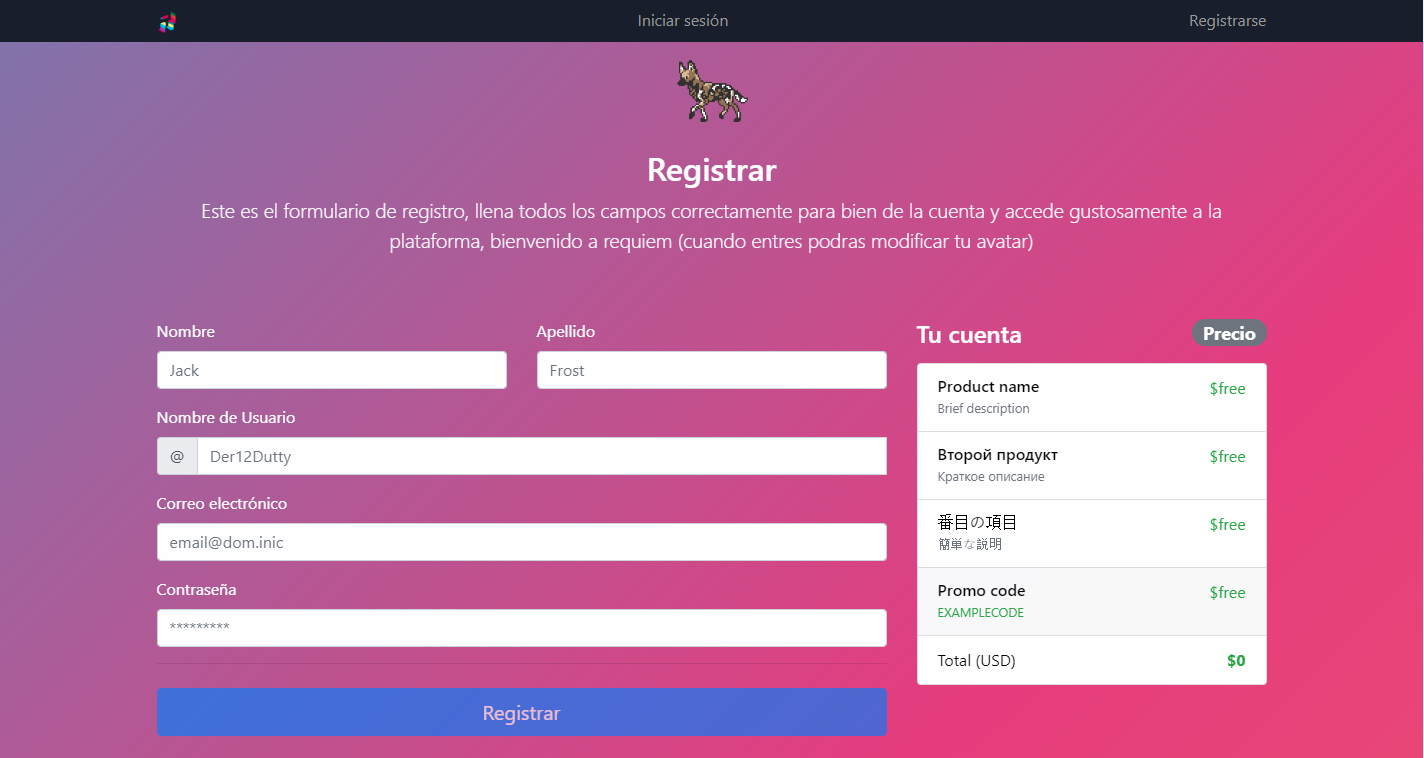 Iniciar sesión
Registrarse
Registrar
Este es el formulario de registro, llena todos los campos correctamente para bien de la cuenta y accede gustosamente a la
plataforma, bienvenido a requiem (cuando entres podras modificar tu avatar)
Nombre
Apellido
Jack
Frost
Nombre de Usuario
@ Der12Dutty
Correo electrónico
email@dom.inic
Contraseña
*********
Registrar
Tu cuenta
Precio
Product name
$free
Brief description
Второй продукт
$free
Краткое описание
番目の項目
$free
簡単な説明
Promo code
$free
EXAMPLECODE
Total (USD)
$0